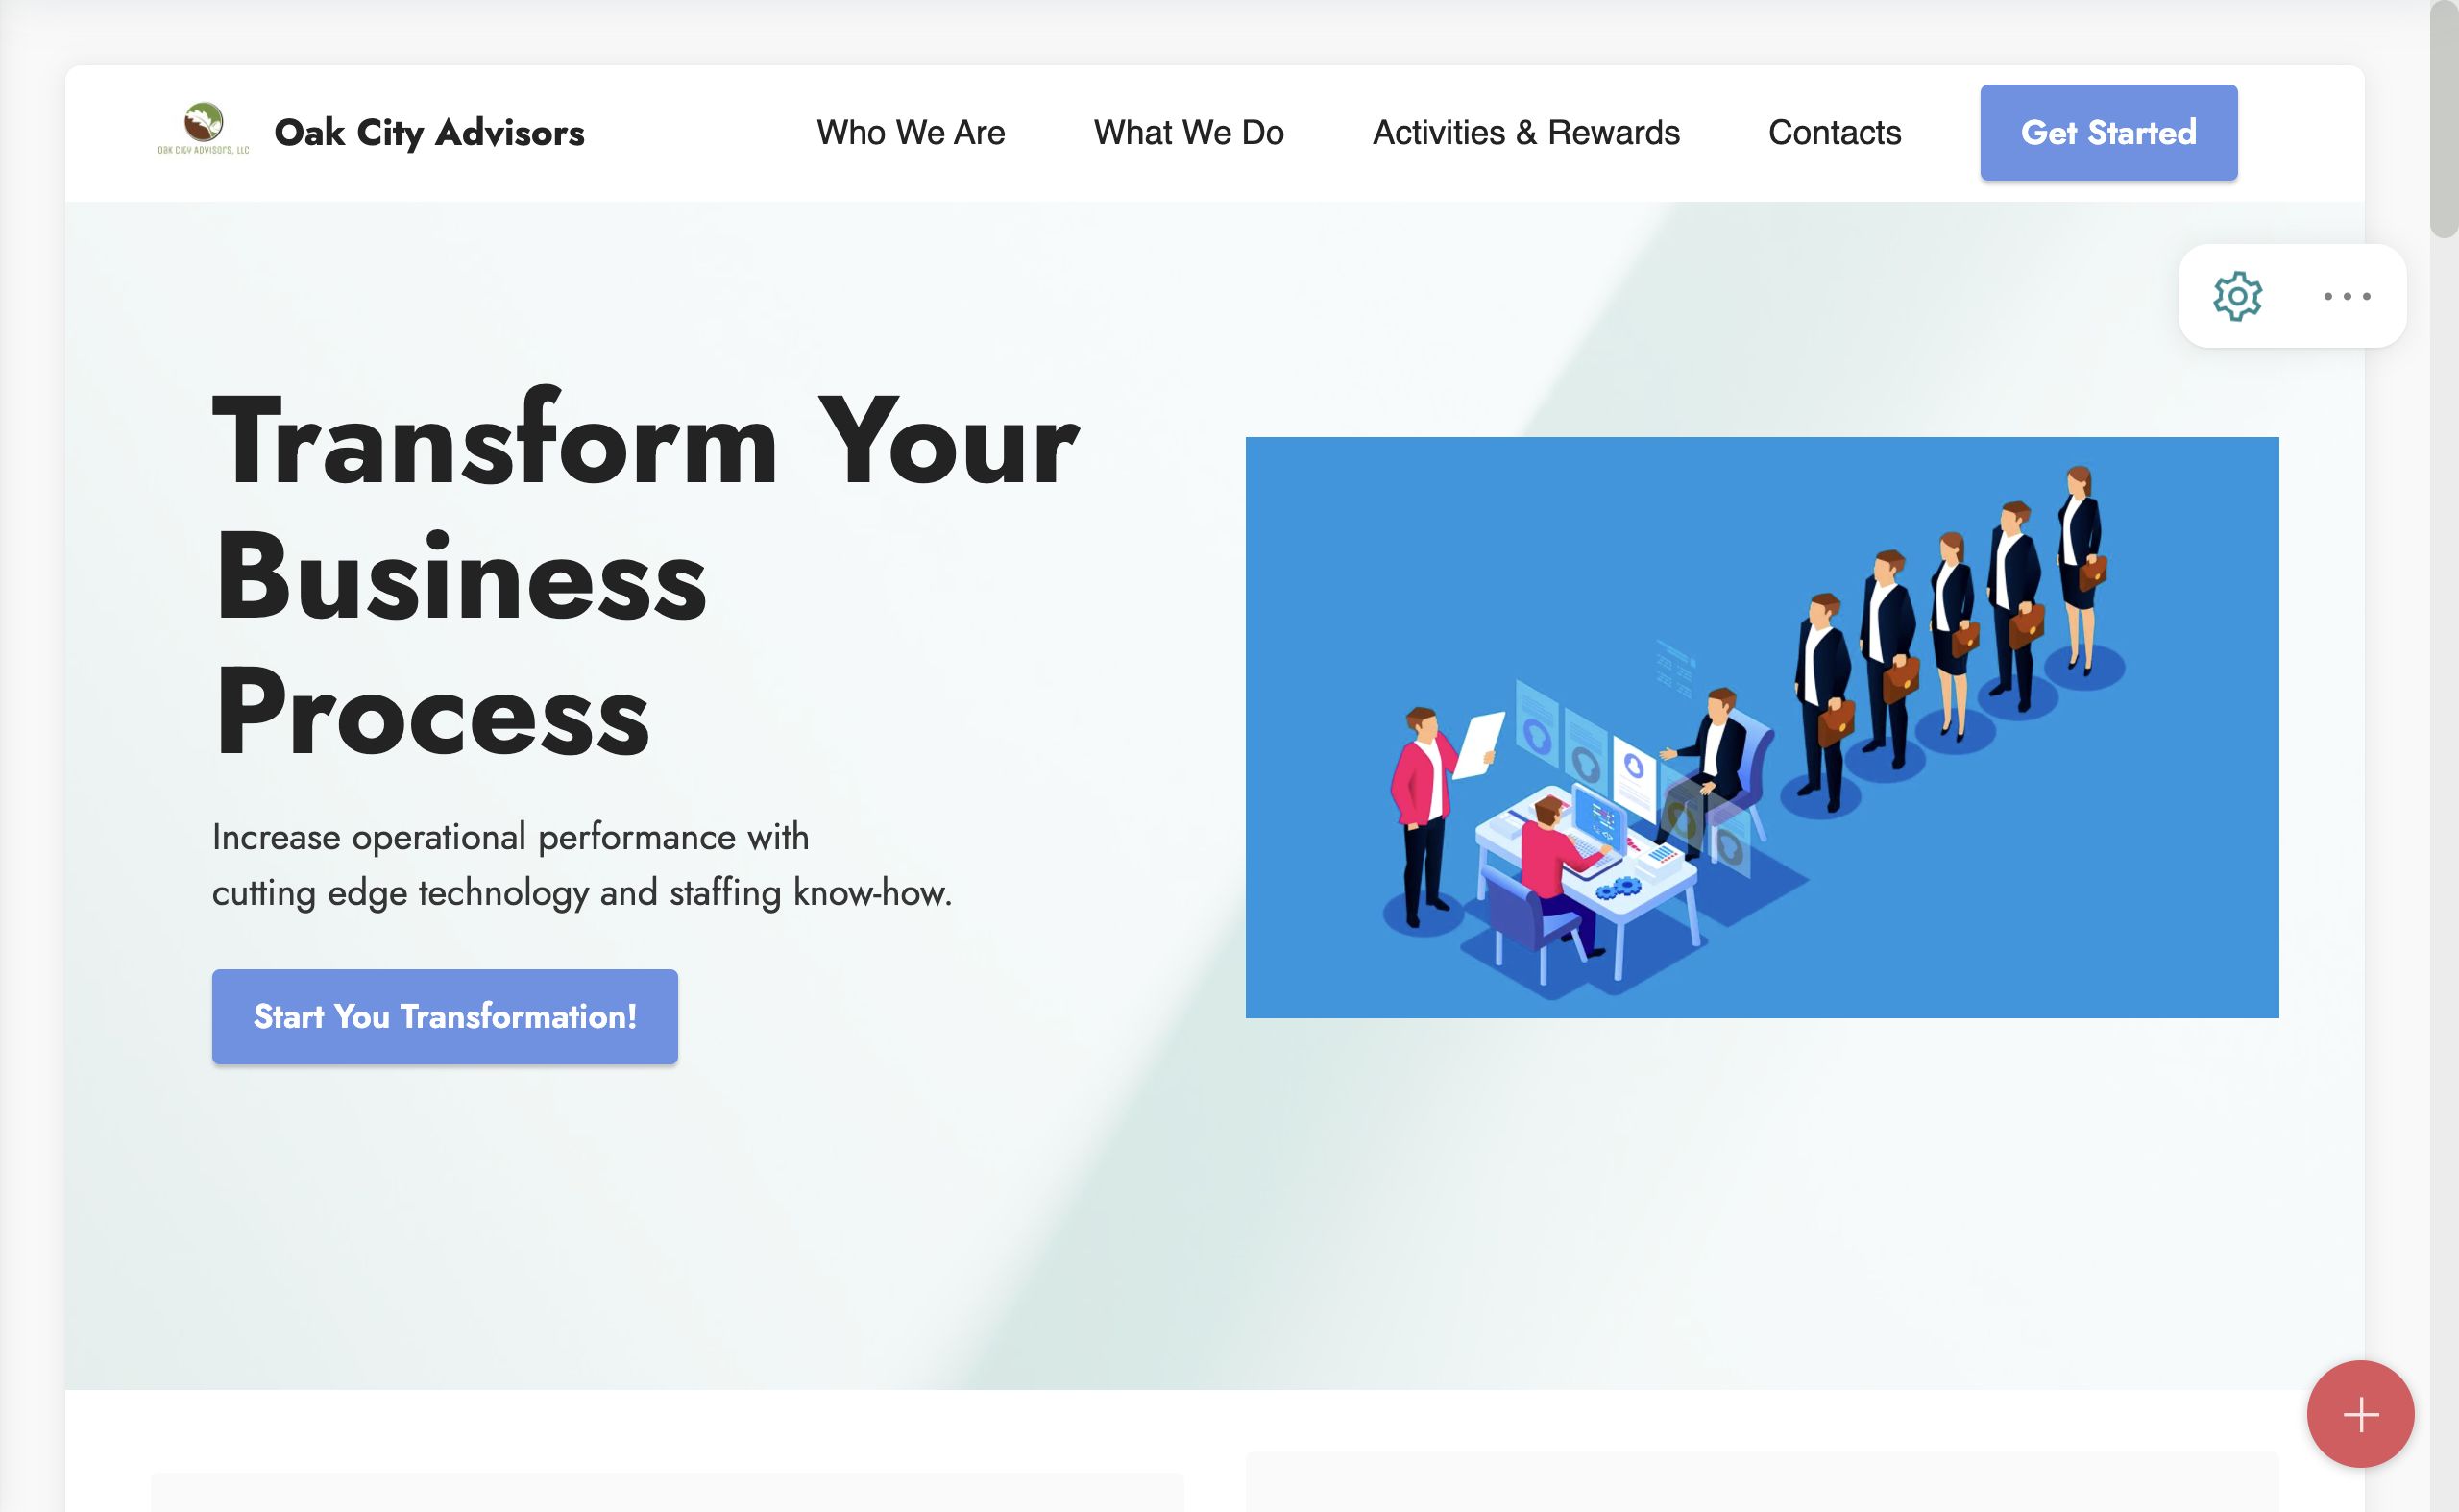 OAK CITY ADVISORS, LLC
Oak City Advisors
Who We Are
What We Do
Activities & Rewards
Contacts
Get Started
Transform Your
Business
Process
Increase operational performance with
cutting edge technology and staffing know-how.
Start You Transformation!